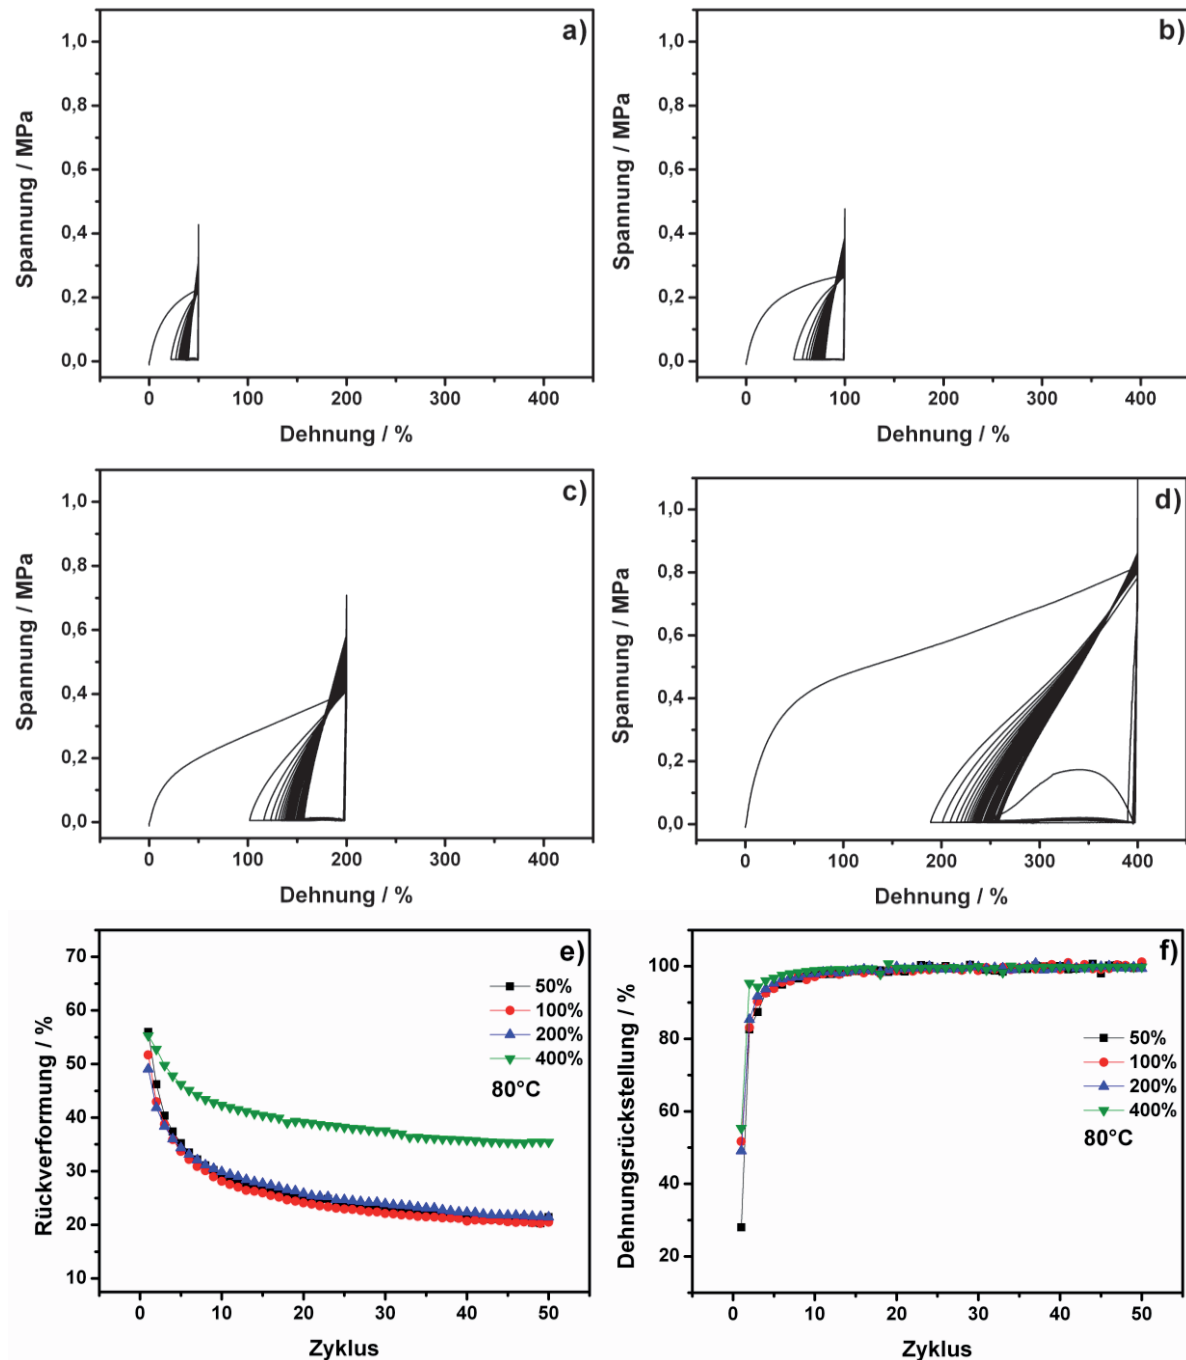 a)
1,0
0,8
0,6
0,4
0,2
0,0
Spannung / MPa
0 100 200 300 400
Dehnung / %
b)
1,0
0,8
0,6
0,4
0,2
0,0
Spannung / MPa
0 100 200 300 400
Dehnung / %
c)
1,0
0,8
0,6
0,4
0,2
0,0
Spannung / MPa
0 100 200 300 400
Dehnung / %
d)
1,0
0,8
0,6
0,4
0,2
0,0
Spannung / MPa
0 100 200 300 400
Dehnung / %
e)
70
60
50
40
30
20
10
Rückverformung / %
50%
100%
200%
400%
80°C
0 10 20 30 40 50
Zyklus
f)
100
80
60
40
20
Dehnungsrückstellung / %
50%
100%
200%
400%
80°C
0 10 20 30 40 50
Zyklus